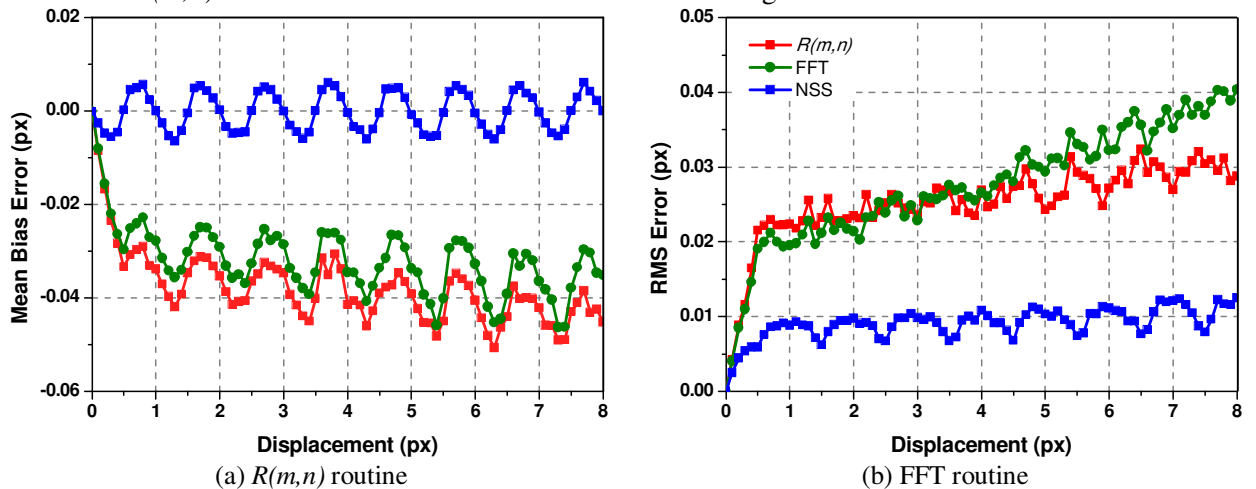 0.02
0.00
-0.02
-0.04
-0.06
Mean Bias Error (px)
0 1 2 3 4 5 6 7 8
Displacement (px)
(a) R(m,n) routine
0.05
0.04
0.03
0.02
0.01
0.00
RMS Error (px)
R(m,n)
FFT
NSS
0 1 2 3 4 5 6 7 8
Displacement (px)
(b) FFT routine